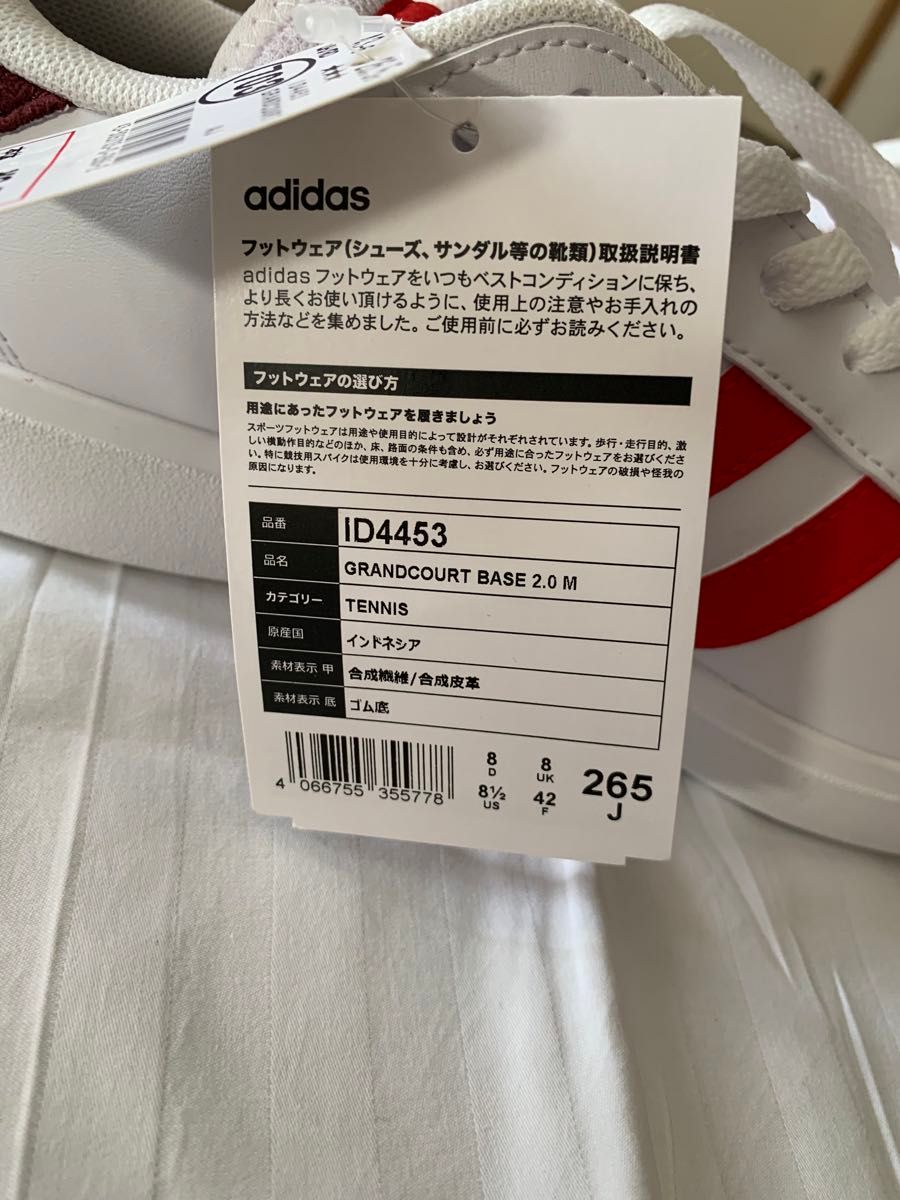 adidas
フットウェア(シューズ、サンダル等の靴類)取扱説明書
adidas フットウェアをいつもベストコンディションに保ち、
より長くお使い頂けるように、使用上の注意やお手入れの
方法などを集めました。ご使用前に必ずお読みください。
フットウェアの選び方
用途にあったフットウェアを履きましょう
スポーツフットウェアは用途や使用目的によって設計がそれぞれされています。歩行・走行目的、激
しい横動作目的などのほか、床、路面の条件も含め、必ず用途に合ったフットウェアをお選びくださ
い。特に競技用スパイクは使用環境を十分に考慮し、お選びください。フットウェアの破損や怪我の
原因になります。
品番 ID4453
品名 GRANDCOURT BASE 2.0 M
カテゴリー TENNIS
原産国 インドネシア
素材表示 甲 合成繊維/合成皮革
素材表示 底 ゴム底
4 066755 355778
8 D 8 UK
8½ US 42 F
265 J